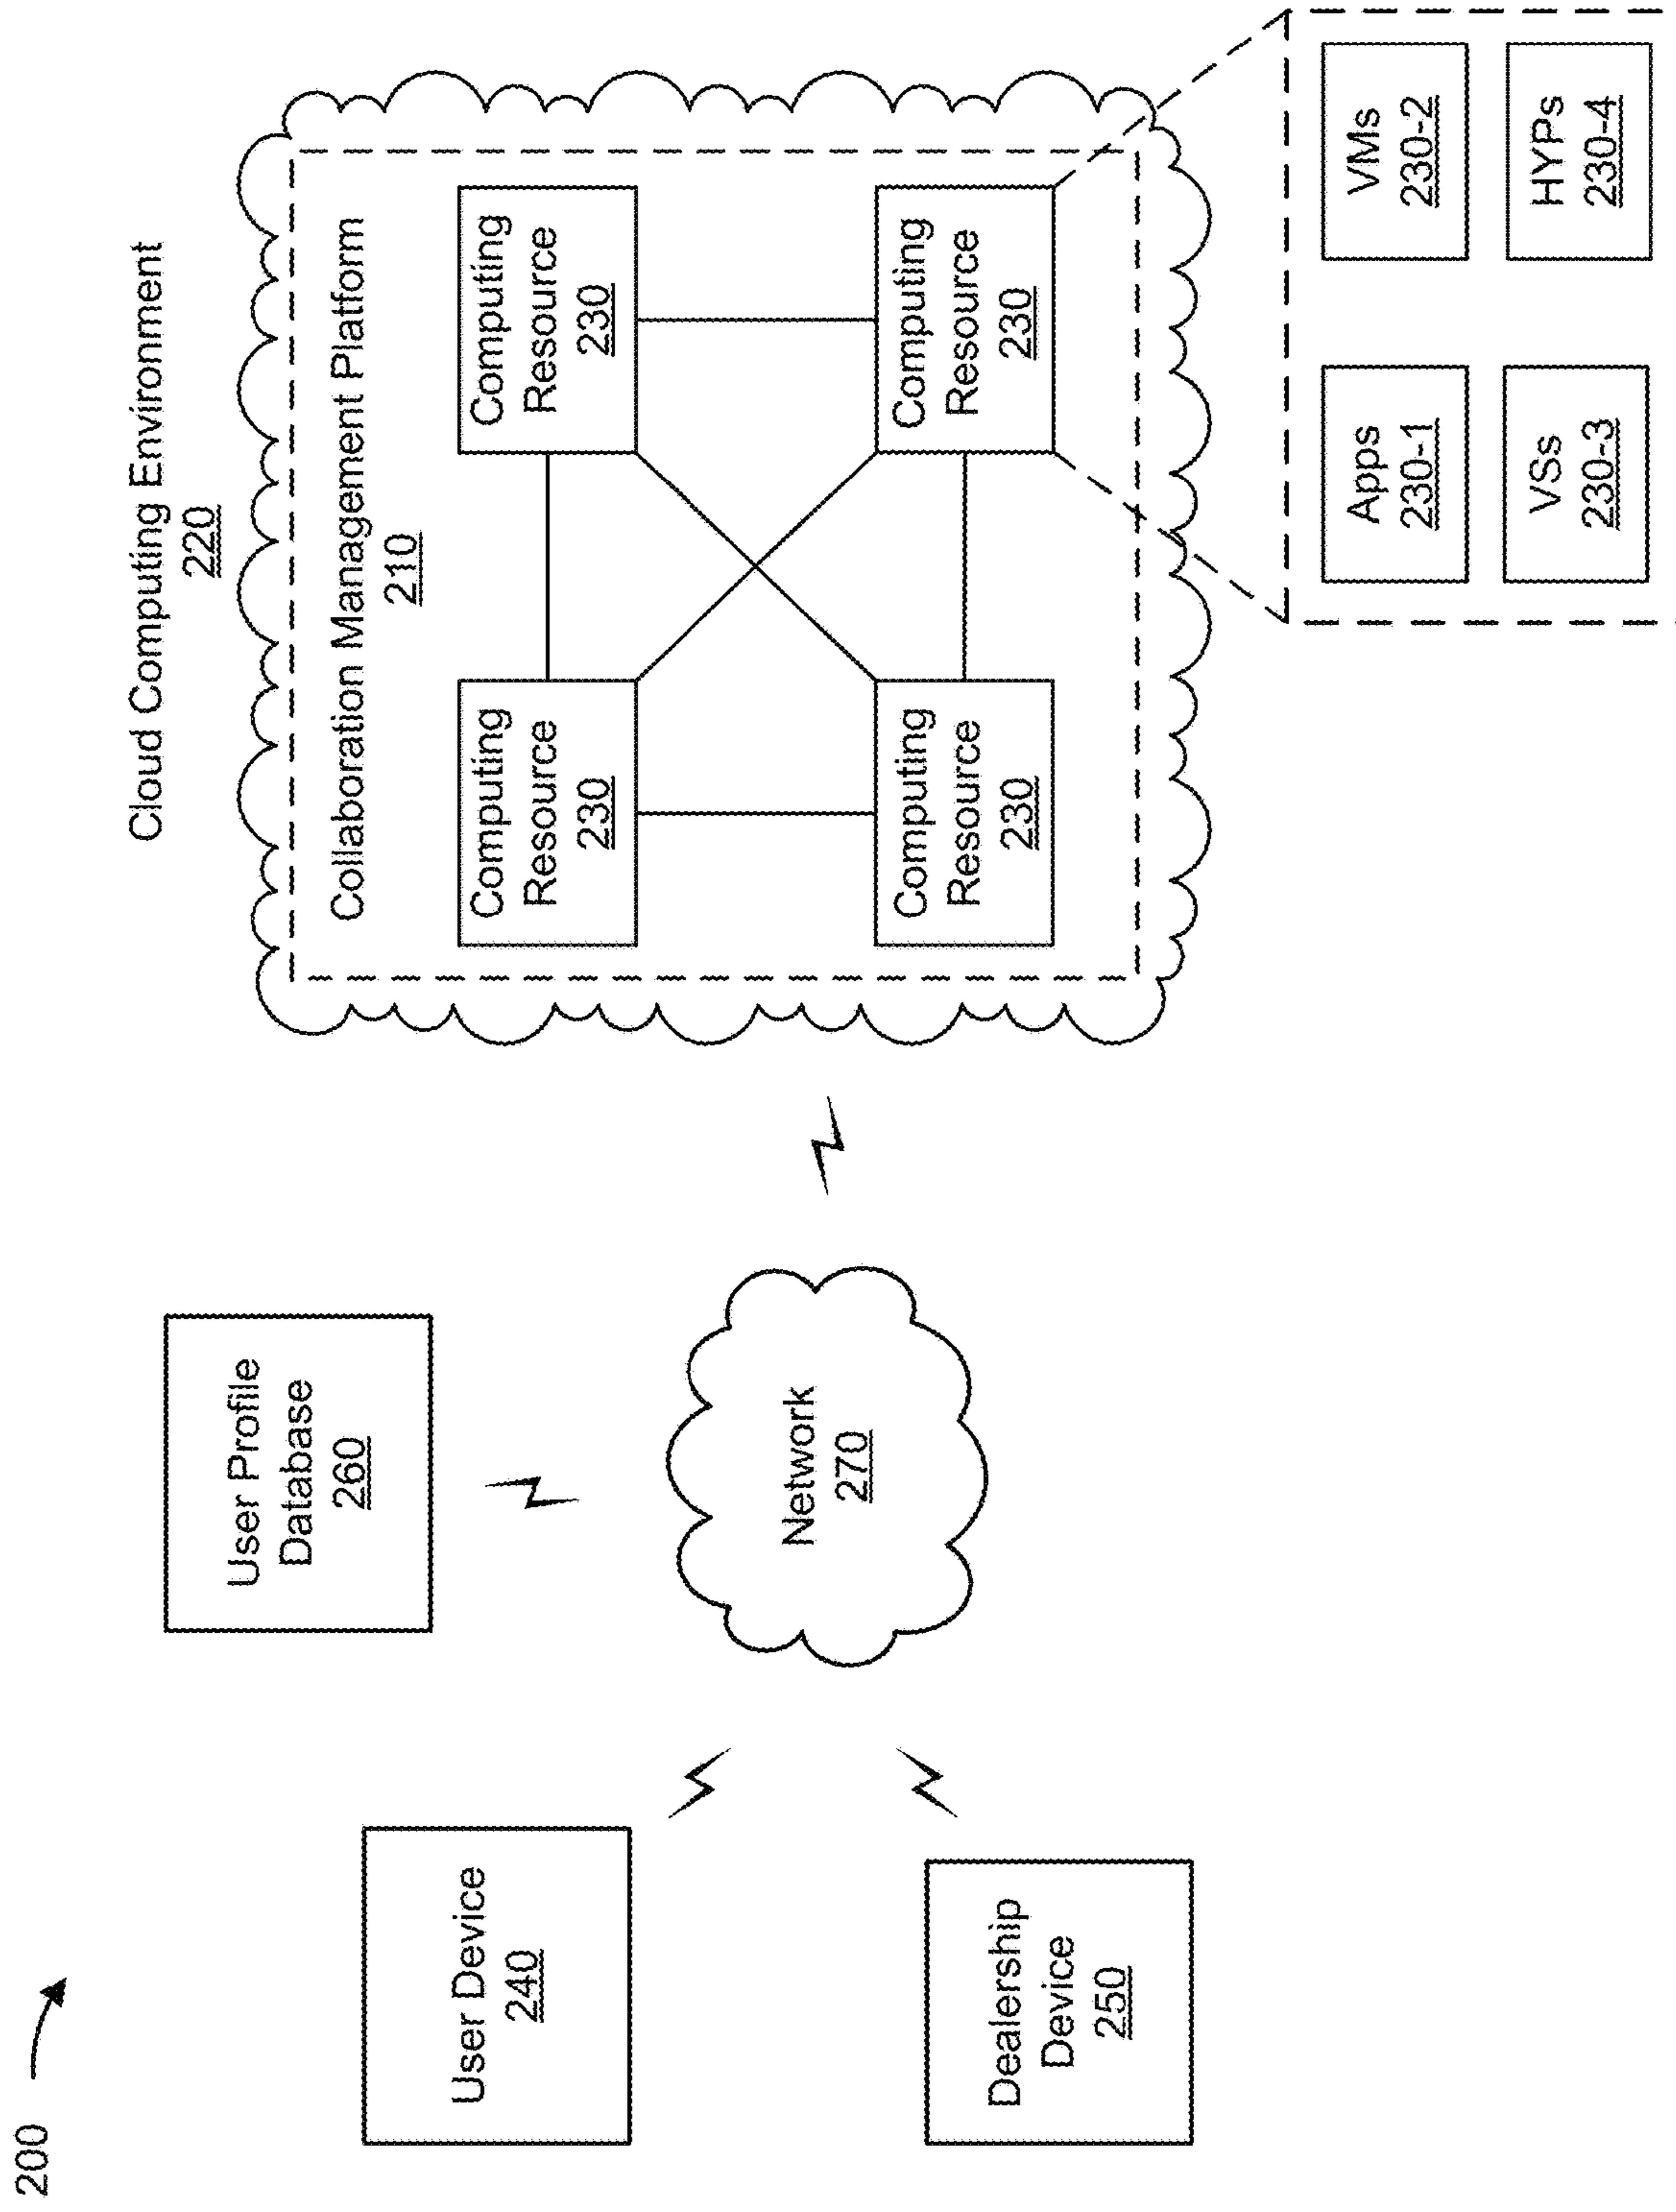 200
Cloud Computing Environment
220
Collaboration Management Platform
210
Computing
Resource
230
Computing
Resource
230
Computing
Resource
230
Computing
Resource
230
Apps
230-1
VMs
230-2
VSs
230-3
HYPs
230-4
User Profile
Database
260
Network
270
User Device
240
Dealership
Device
250